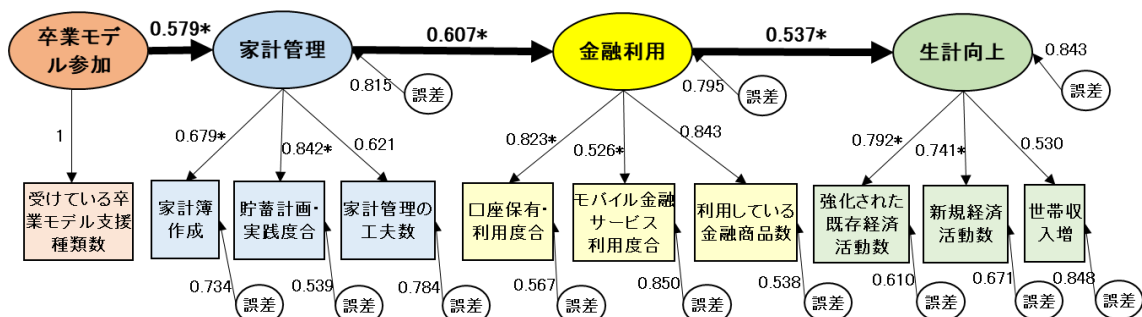 卒業モデ
ル参加
0.579*
家計管理
0.607*
金融利用
0.537*
生計向上
0.843
0.815
誤差
0.795
誤差
誤差
1
0.679*
0.842*
0.621
0.823*
0.526*
0.843
0.792*
0.741*
0.530
受けている卒
業モデル支援
種類数
家計簿
作成
貯蓄計画・
実践度合
家計管理の
工夫数
口座保有・
利用度合
モバイル金融
サービス
利用度合
利用している
金融商品数
強化された
既存経済
活動数
新規経済
活動数
世帯収
入増
0.734
誤差
0.539
誤差
0.784
誤差
0.567
誤差
0.850
誤差
0.538
誤差
0.610
誤差
0.671
誤差
0.848
誤差